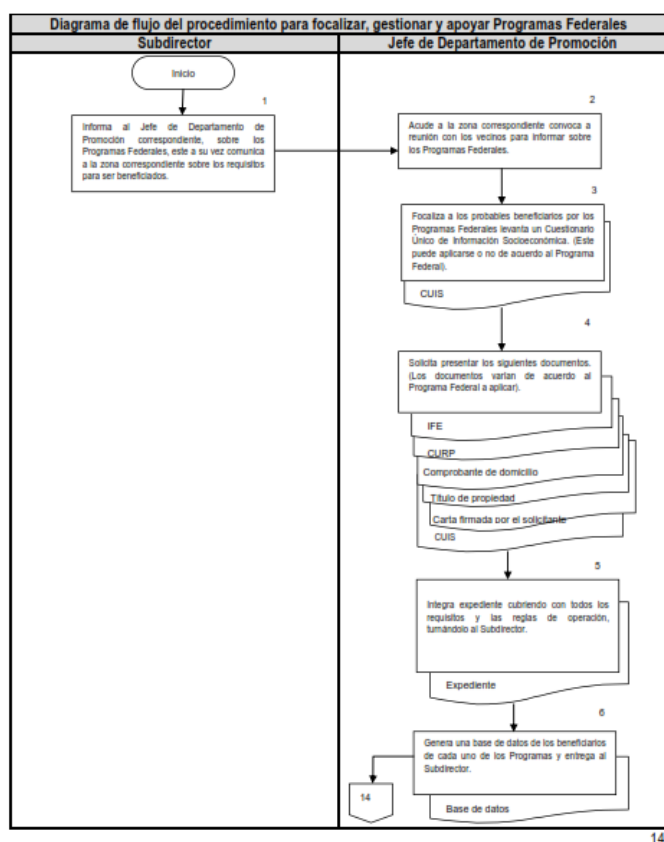 Diagrama de flujo del procedimiento para focalizar, gestionar y apoyar Programas Federales
Subdirector
Jefe de Departamento de Promoción
Inicio
1
Informa al Jefe de Departamento de
Promoción correspondiente, sobre los
Programas Federales, este a su vez comunica
a la zona correspondiente sobre los requisitos
para ser beneficiados.
2
Acude a la zona correspondiente convoca a
reunión con los vecinos para informar sobre
los Programas Federales.
3
Focaliza a los probables beneficiarios por los
Programas Federales levanta un Cuestionario
Único de Información Socioeconómica. (Este
puede aplicarse o no de acuerdo al Programa
Federal).
CUIS
4
Solicita presentar los siguientes documentos.
(Los documentos varían de acuerdo al
Programa Federal a aplicar).
IFE
CURP
Comprobante de domicilio
Título de propiedad
Carta firmada por el solicitante
CUIS
5
Integra expediente cubriendo con todos los
requisitos y las reglas de operación,
turnándolo al Subdirector.
Expediente
6
Genera una base de datos de los beneficiarios
de cada uno de los Programas y entrega al
Subdirector.
14
Base de datos
14